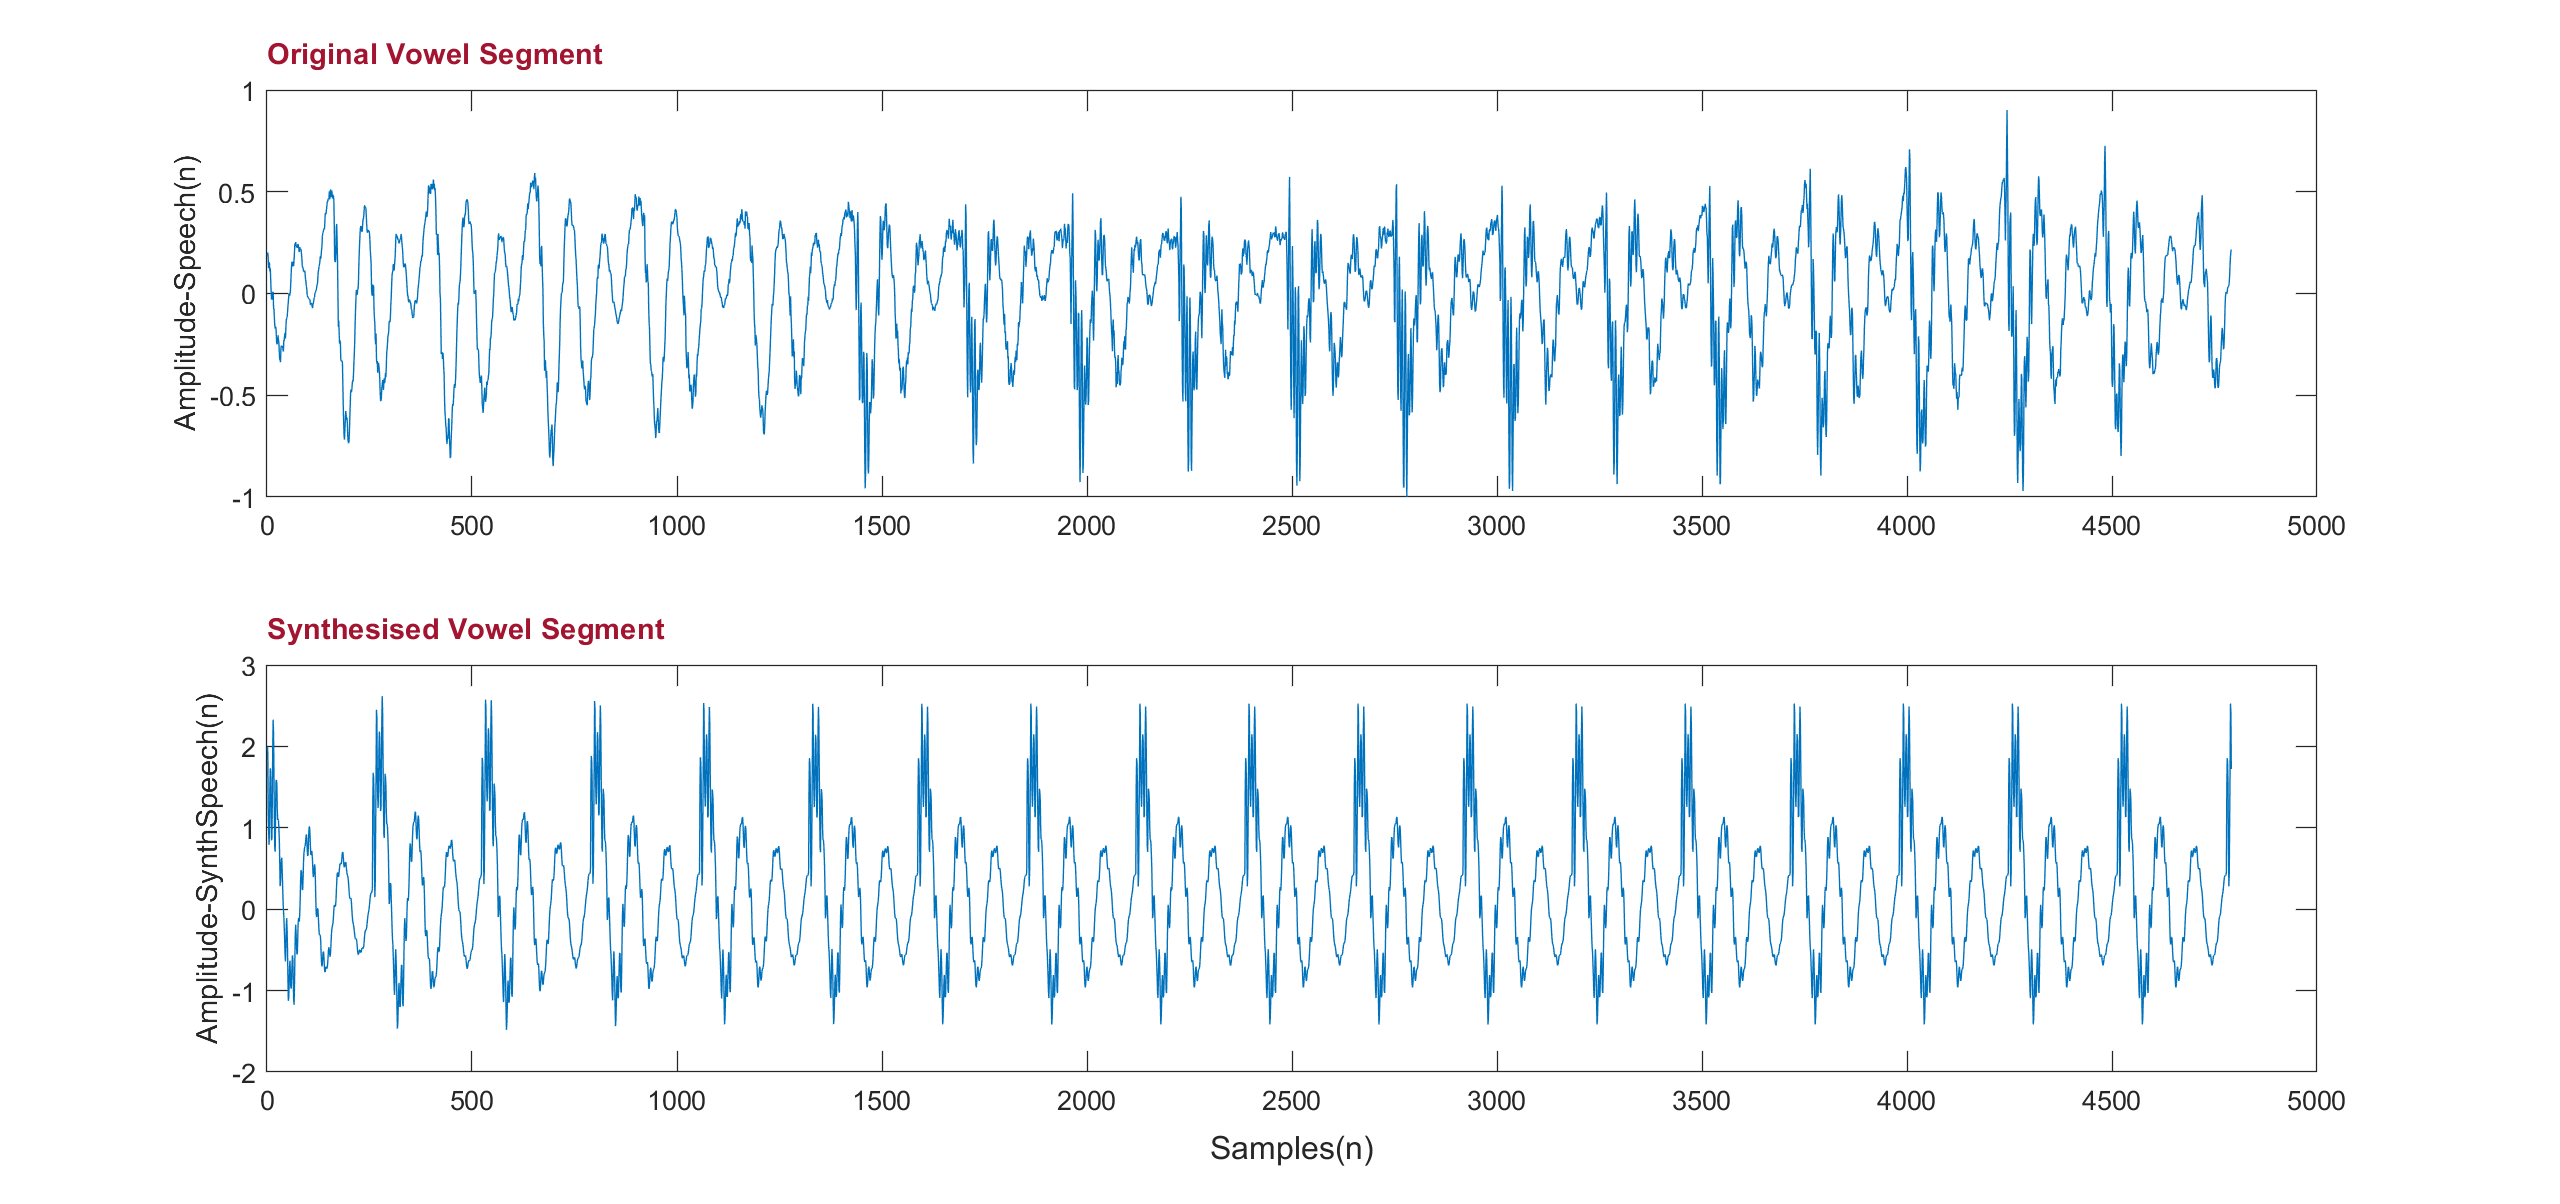 Original Vowel Segment
1
0.5
0
-0.5
-1
Amplitude-Speech(n)
0 500 1000 1500 2000 2500 3000 3500 4000 4500 5000
Synthesised Vowel Segment
3
2
1
0
-1
-2
Amplitude-SynthSpeech(n)
0 500 1000 1500 2000 2500 3000 3500 4000 4500 5000
Samples(n)